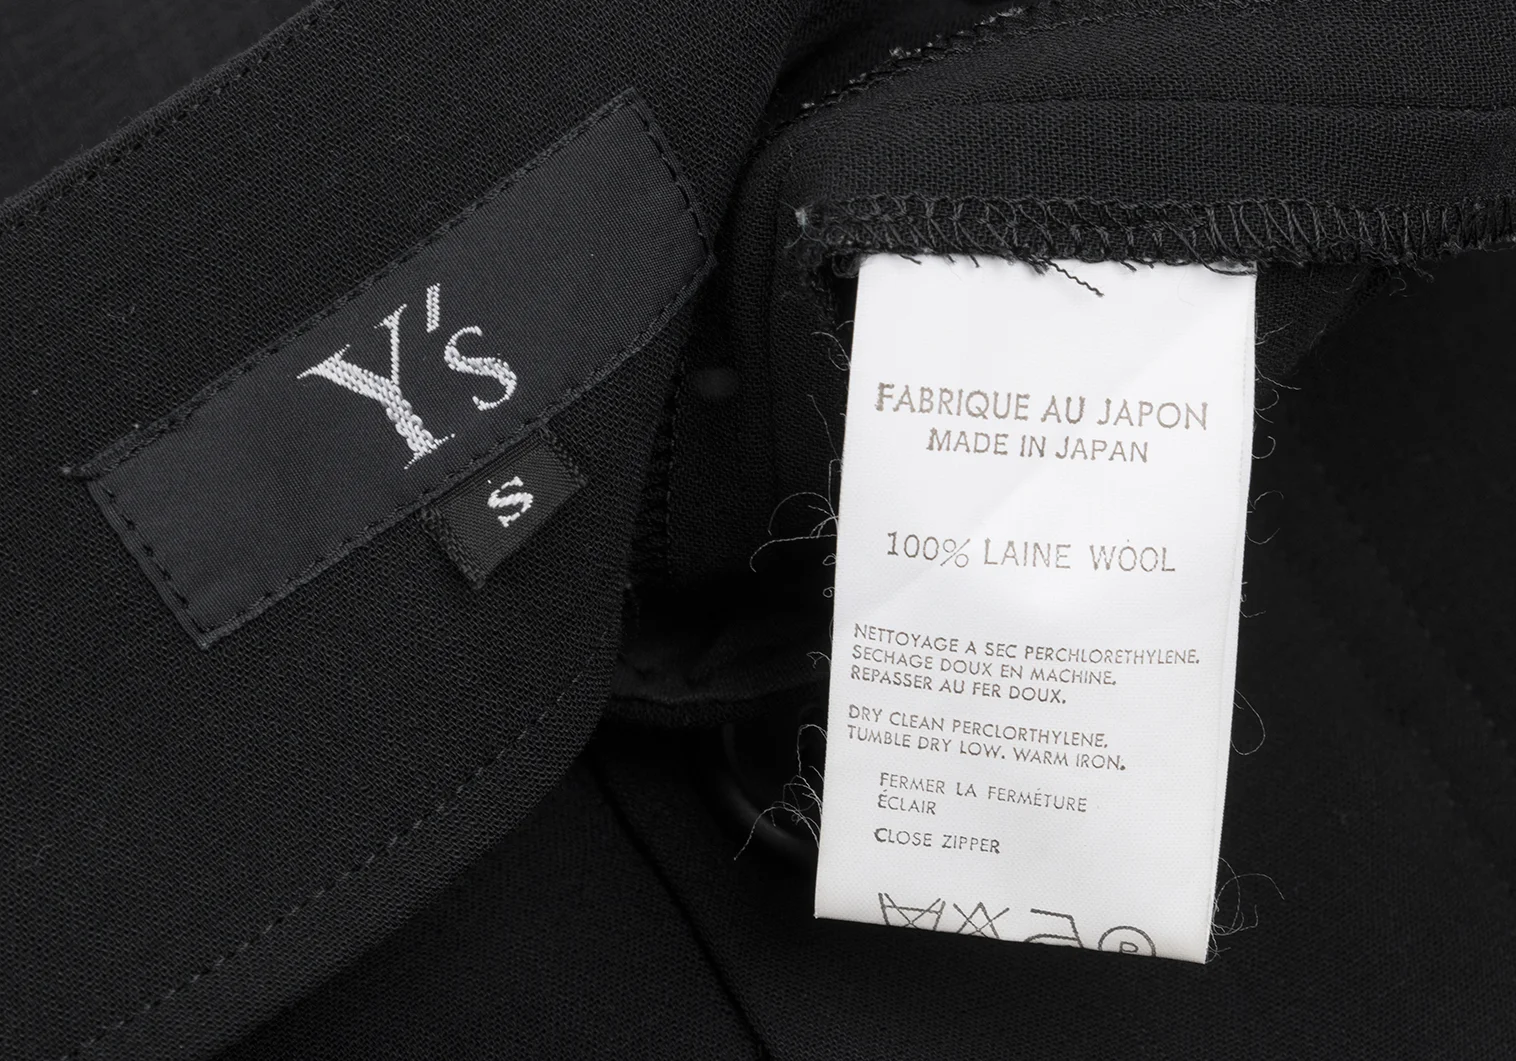 Y's
S
FABRIQUE AU JAPON
MADE IN JAPAN
100% LAINE WOOL
NETTOYAGE A SEC PERCHLORETHYLENE.
SECHAGE DOUX EN MACHINE.
REPASSER AU FER DOUX.
DRY CLEAN PERCLORTHYLENE.
TUMBLE DRY LOW. WARM IRON.
FERMER LA FERMÉTURE
ÉCLAIR
CLOSE ZIPPER
P